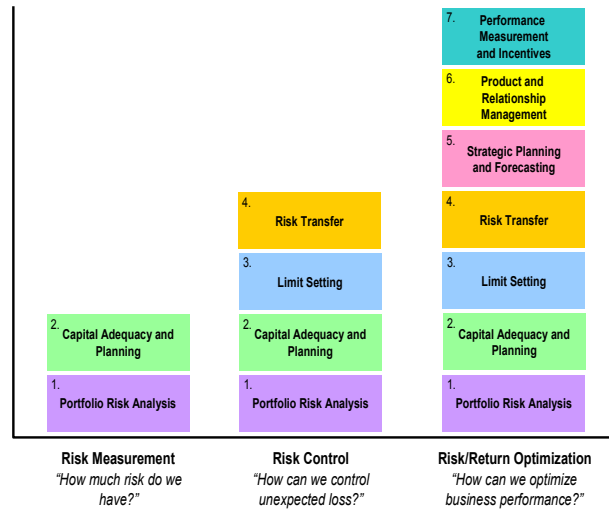 7.
Performance
Measurement
and Incentives
6.
Product and
Relationship
Management
5.
Strategic Planning
and Forecasting
4.
Risk Transfer
4.
Risk Transfer
3.
Limit Setting
3.
Limit Setting
2.
Capital Adequacy and
Planning
2.
Capital Adequacy and
Planning
2.
Capital Adequacy and
Planning
1.
Portfolio Risk Analysis
1.
Portfolio Risk Analysis
1.
Portfolio Risk Analysis
Risk Measurement
“How much risk do we
have?”
Risk Control
“How can we control
unexpected loss?”
Risk/Return Optimization
“How can we optimize
business performance?”